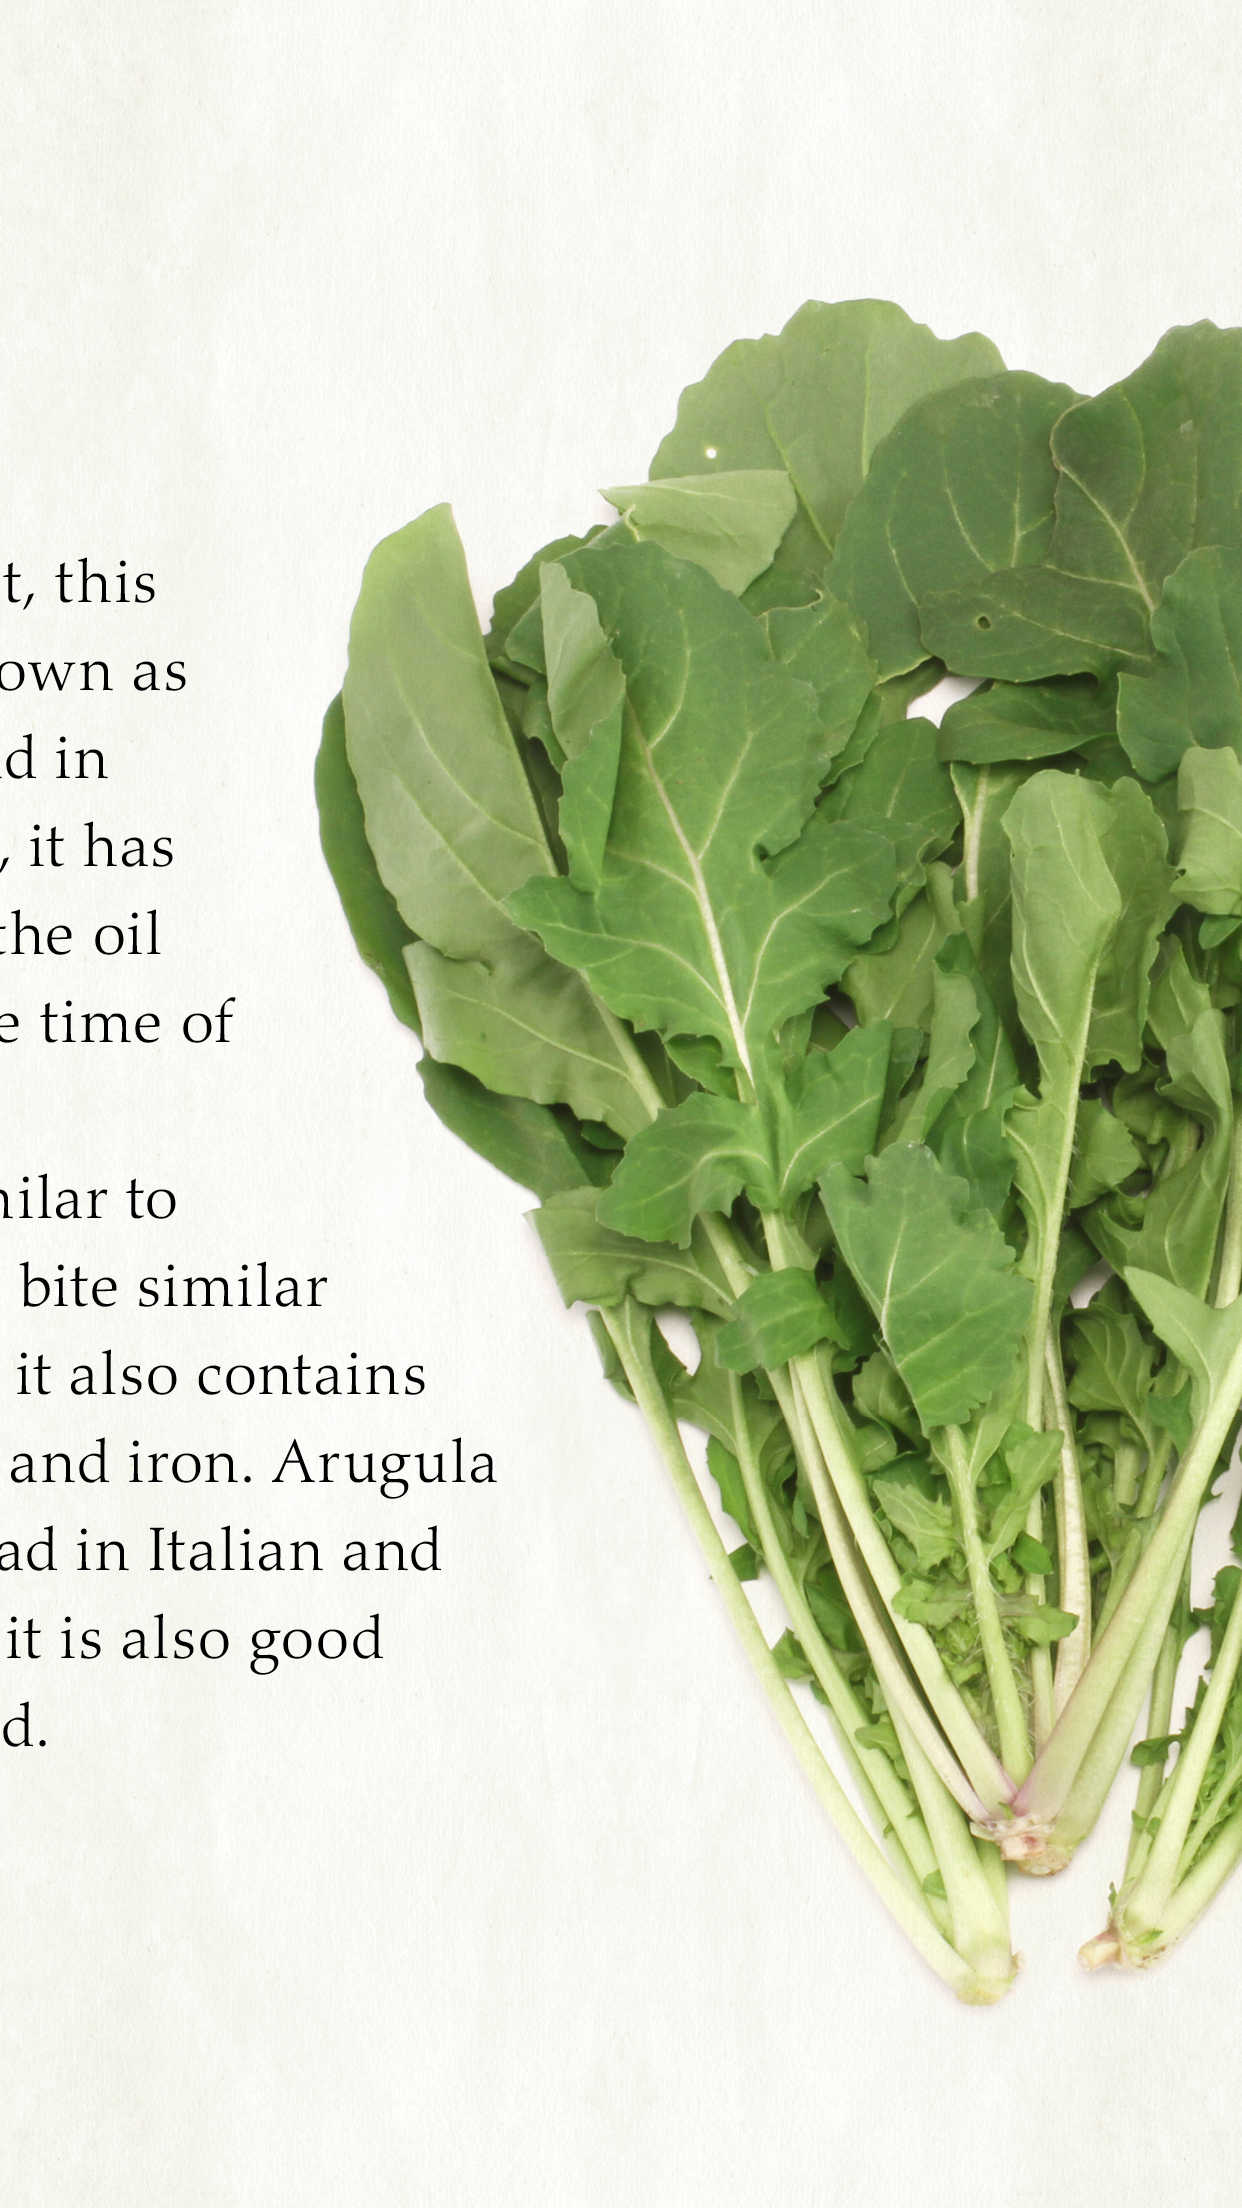 t, this
own as
d in
, it has
the oil
e time of
milar to
bite similar
it also contains
and iron. Arugula
ad in Italian and
it is also good
d.